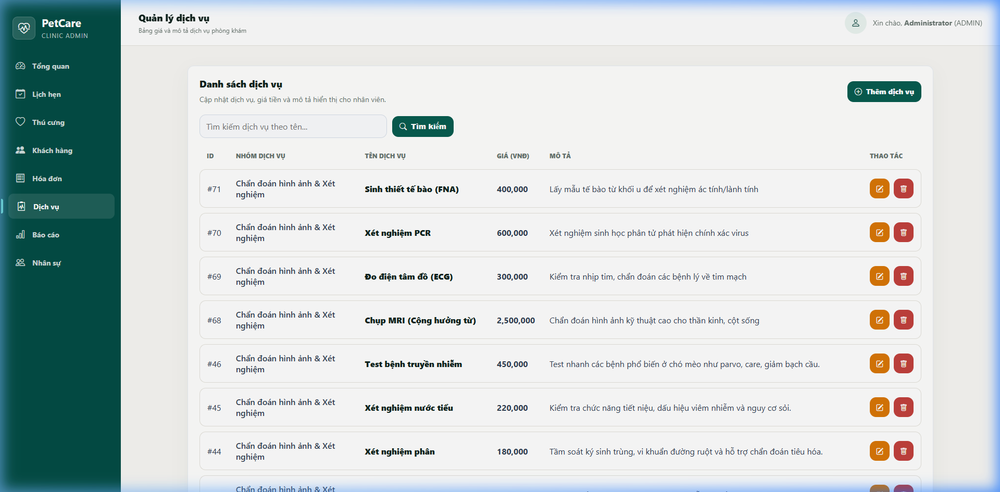 PetCare
CLINIC ADMIN
Tổng quan
Lịch hẹn
Thú cưng
Khách hàng
Hóa đơn
Dịch vụ
Báo cáo
Nhân sự
Quản lý dịch vụ
Bảng giá và mô tả dịch vụ phòng khám
Xin chào, Administrator (ADMIN)
Danh sách dịch vụ
Cập nhật dịch vụ, giá tiền và mô tả hiển thị cho nhân viên.
Thêm dịch vụ
Tìm kiếm dịch vụ theo tên...
Tìm kiếm
ID NHÓM DỊCH VỤ TÊN DỊCH VỤ GIÁ (VNĐ) MÔ TẢ THAO TÁC
#71 Chẩn đoán hình ảnh & Xét nghiệm Sinh thiết tế bào (FNA) 400,000 Lấy mẫu tế bào từ khối u để xét nghiệm ác tính/lành tính
#70 Chẩn đoán hình ảnh & Xét nghiệm Xét nghiệm PCR 600,000 Xét nghiệm sinh học phân tử phát hiện chính xác virus
#69 Chẩn đoán hình ảnh & Xét nghiệm Đo điện tâm đồ (ECG) 300,000 Kiểm tra nhịp tim, chẩn đoán các bệnh lý về tim mạch
#68 Chẩn đoán hình ảnh & Xét nghiệm Chụp MRI (Cộng hưởng từ) 2,500,000 Chẩn đoán hình ảnh kỹ thuật cao cho thần kinh, cột sống
#46 Chẩn đoán hình ảnh & Xét nghiệm Test bệnh truyền nhiễm 450,000 Test nhanh các bệnh phổ biến ở chó mèo như parvo, care, giảm bạch cầu.
#45 Chẩn đoán hình ảnh & Xét nghiệm Xét nghiệm nước tiểu 220,000 Kiểm tra chức năng tiết niệu, dấu hiệu viêm nhiễm và nguy cơ sỏi.
#44 Chẩn đoán hình ảnh & Xét nghiệm Xét nghiệm phân 180,000 Tầm soát ký sinh trùng, vi khuẩn đường ruột và hỗ trợ chẩn đoán tiêu hóa.
Chẩn đoán hình ảnh & Xét